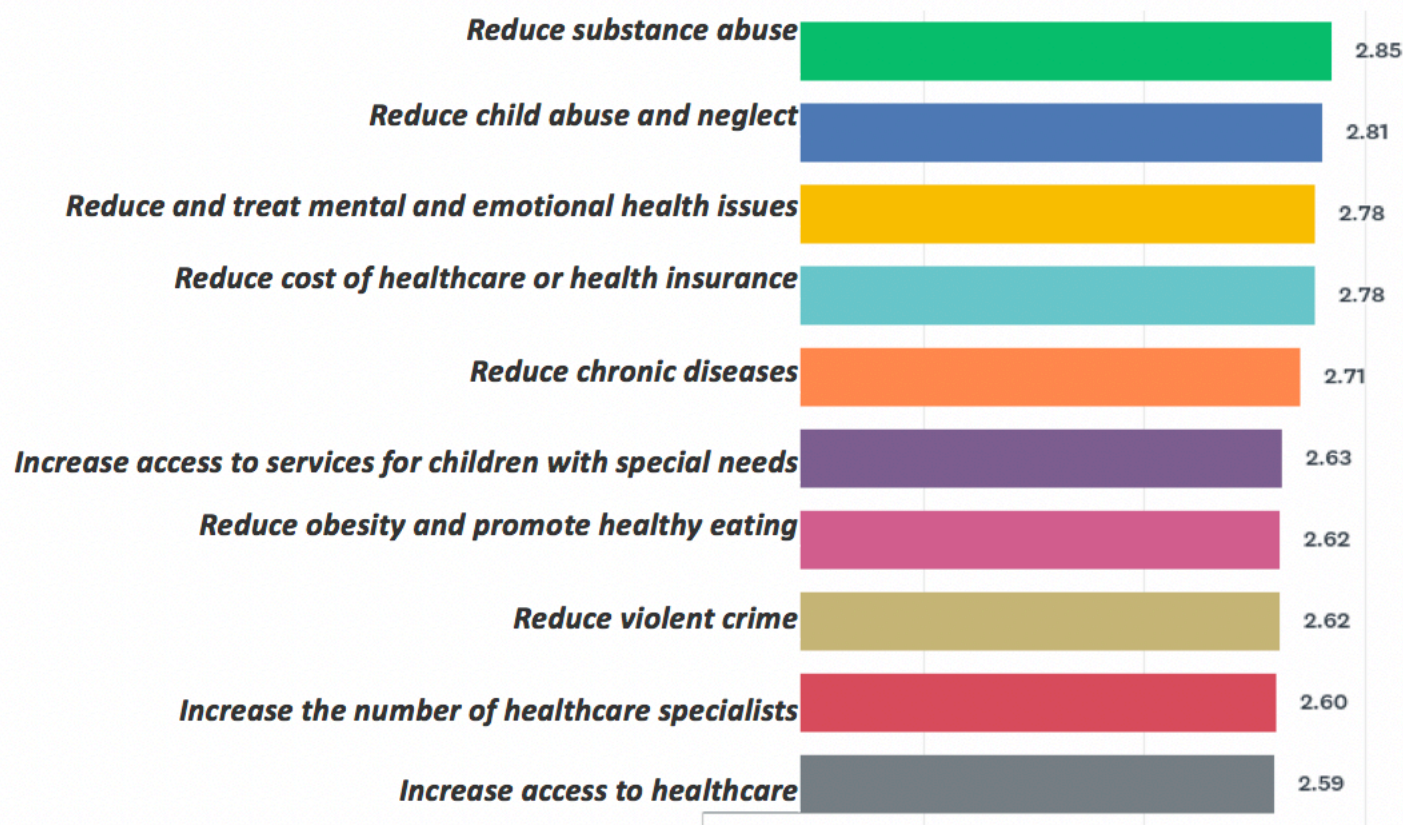 Reduce substance abuse 2.85
Reduce child abuse and neglect 2.81
Reduce and treat mental and emotional health issues 2.78
Reduce cost of healthcare or health insurance 2.78
Reduce chronic diseases 2.71
Increase access to services for children with special needs 2.63
Reduce obesity and promote healthy eating 2.62
Reduce violent crime 2.62
Increase the number of healthcare specialists 2.60
Increase access to healthcare 2.59